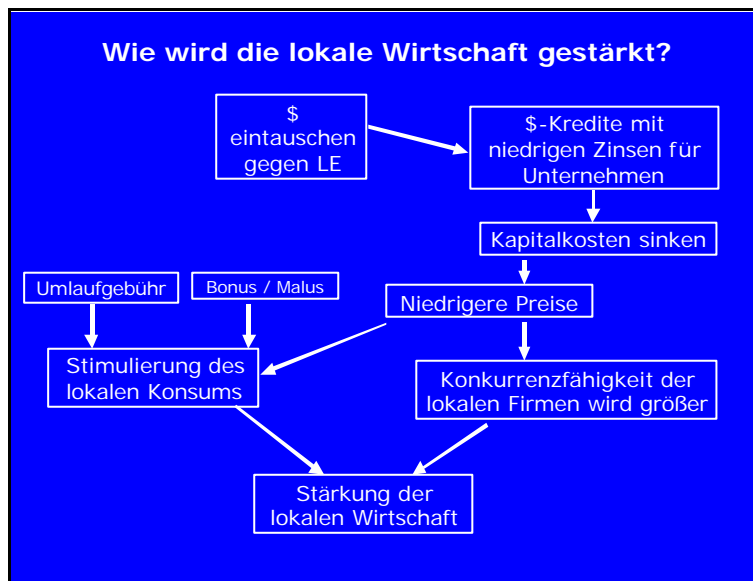 Wie wird die lokale Wirtschaft gestärkt?
$
eintauschen
gegen LE
$-Kredite mit
niedrigen Zinsen für
Unternehmen
Kapitalkosten sinken
Umlaufgebühr
Bonus / Malus
Niedrigere Preise
Stimulierung des
lokalen Konsums
Konkurrenzfähigkeit der
lokalen Firmen wird größer
Stärkung der
lokalen Wirtschaft